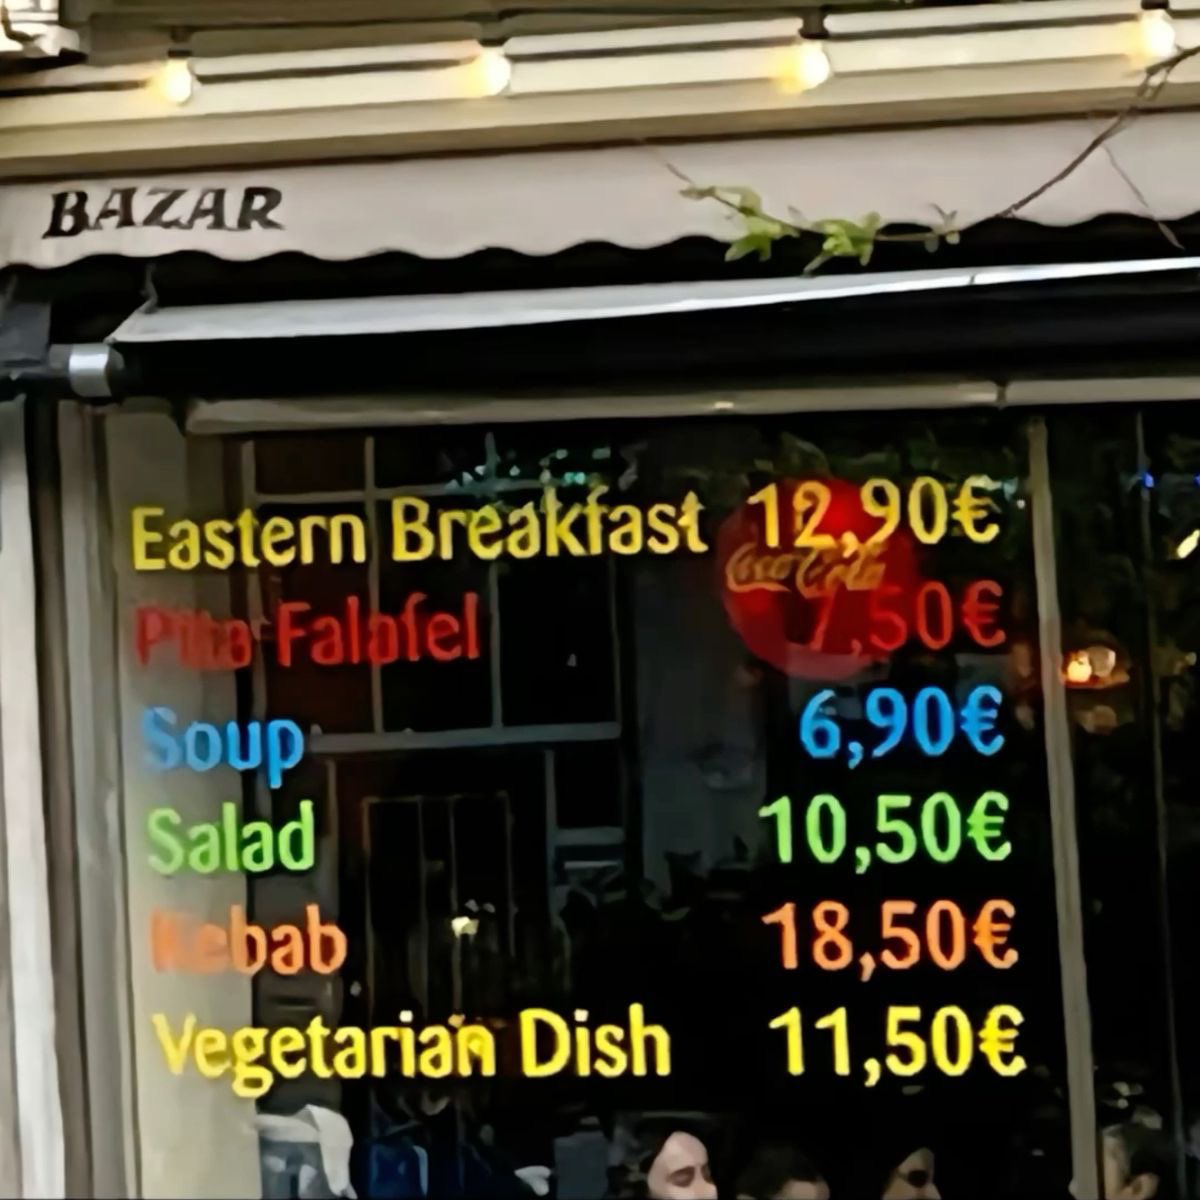 BAZAR
Eastern Breakfast 12,90€
Coca-Cola
Pita Falafel 7,50€
Soup 6,90€
Salad 10,50€
Kebab 18,50€
Vegetarian Dish 11,50€